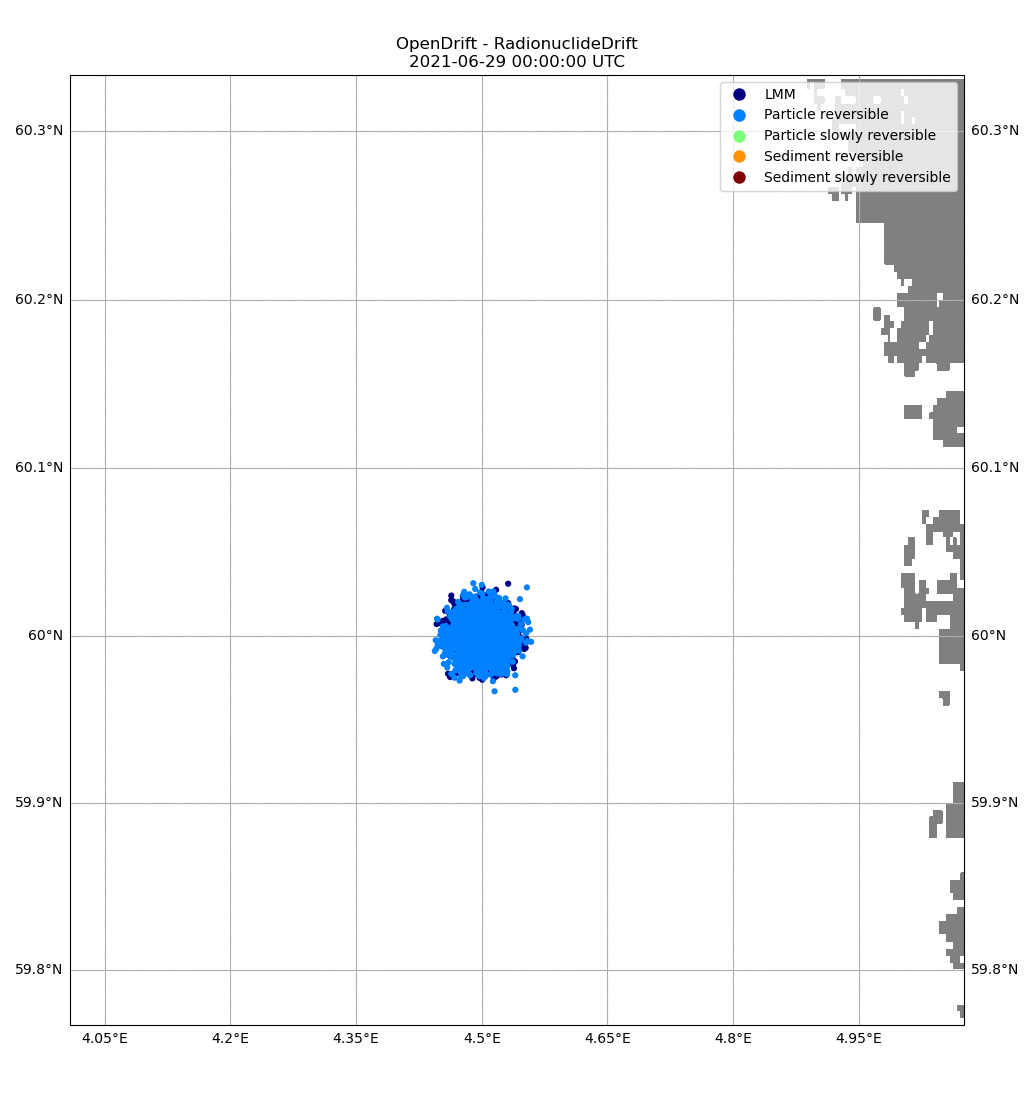 OpenDrift - RadionuclideDrift
2021-06-29 00:00:00 UTC
LMM
Particle reversible
Particle slowly reversible
Sediment reversible
Sediment slowly reversible
60.3°N 60.3°N
60.2°N 60.2°N
60.1°N 60.1°N
60°N 60°N
59.9°N 59.9°N
59.8°N 59.8°N
4.05°E 4.2°E 4.35°E 4.5°E 4.65°E 4.8°E 4.95°E